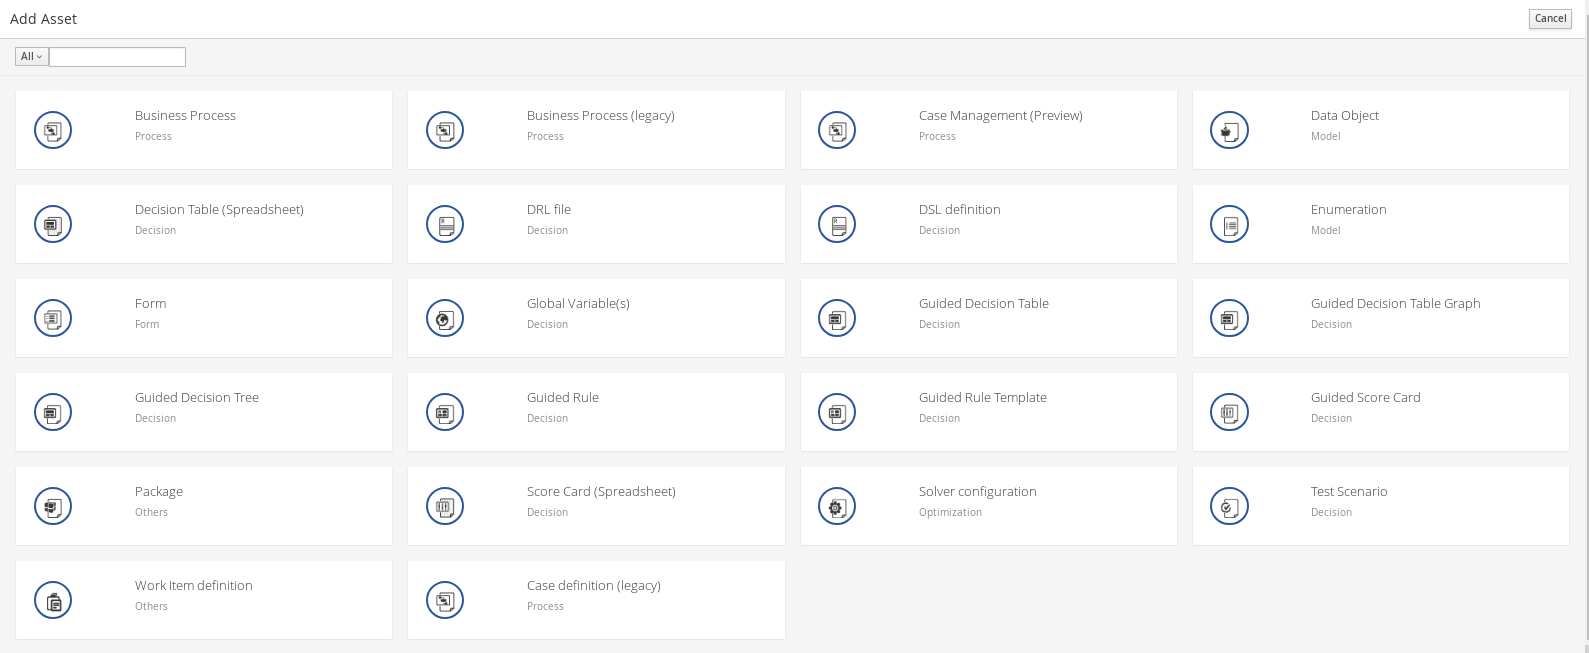 Add Asset
Cancel
All
Business Process
Process
Business Process (legacy)
Process
Case Management (Preview)
Process
Data Object
Model
Decision Table (Spreadsheet)
Decision
DRL file
Decision
DSL definition
Decision
Enumeration
Model
Form
Form
Global Variable(s)
Decision
Guided Decision Table
Decision
Guided Decision Table Graph
Decision
Guided Decision Tree
Decision
Guided Rule
Decision
Guided Rule Template
Decision
Guided Score Card
Decision
Package
Others
Score Card (Spreadsheet)
Decision
Solver configuration
Optimization
Test Scenario
Decision
Work Item definition
Others
Case definition (legacy)
Process